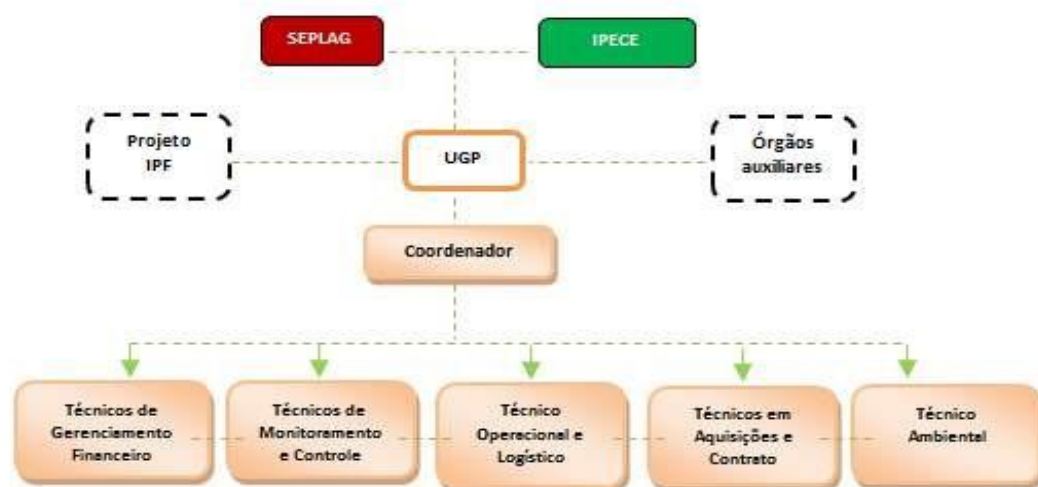 SEPLAG
IPECE
Projeto
IPF
UGP
Órgãos
auxiliares
Coordenador
Técnicos de
Gerenciamento
Financeiro
Técnicos de
Monitoramento
e Controle
Técnico
Operacional e
Logístico
Técnicos em
Aquisições e
Contrato
Técnico
Ambiental